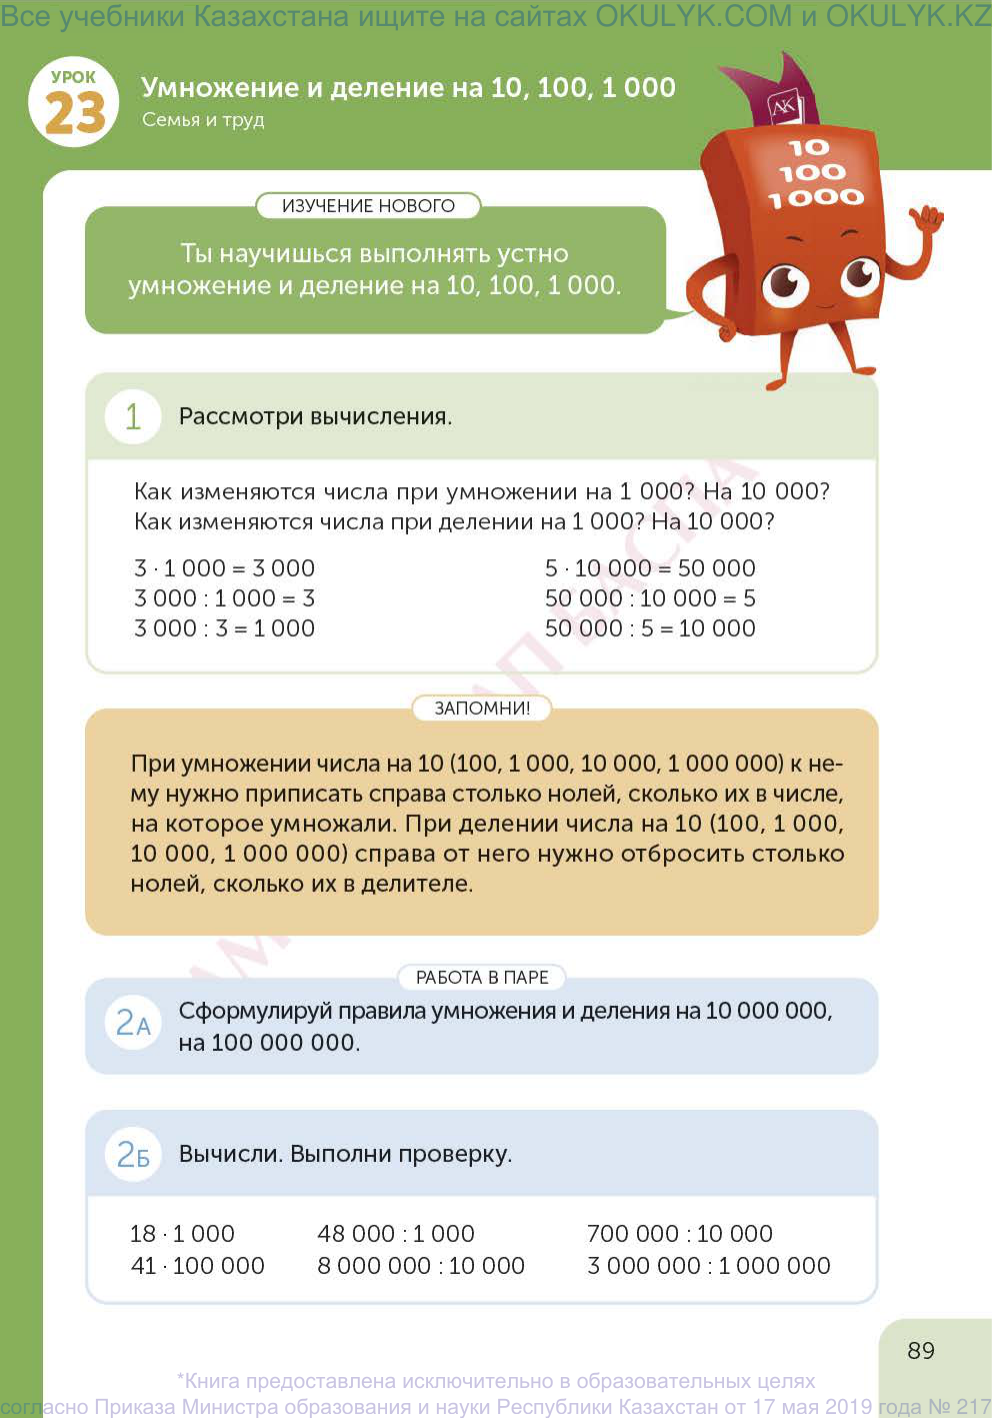 Все учебники Казахстана ищите на сайтах OKULYK.COM и OKULYK.KZ
УРОК
23
Умножение и деление на 10, 100, 1 000
Семья и труд
АК
10
100
1 000
ИЗУЧЕНИЕ НОВОГО
Ты научишься выполнять устно
умножение и деление на 10, 100, 1 000.
1
Рассмотри вычисления.
Как изменяются числа при умножении на 1 000? На 10 000?
Как изменяются числа при делении на 1 000? На 10 000?
3 · 1 000 = 3 000 5 · 10 000 = 50 000
3 000 : 1 000 = 3 50 000 : 10 000 = 5
3 000 : 3 = 1 000 50 000 : 5 = 10 000
ЗАПОМНИ!
При умножении числа на 10 (100, 1 000, 10 000, 1 000 000) к не-
му нужно приписать справа столько нолей, сколько их в числе,
на которое умножали. При делении числа на 10 (100, 1 000,
10 000, 1 000 000) справа от него нужно отбросить столько
нолей, сколько их в делителе.
РАБОТА В ПАРЕ
2А
Сформулируй правила умножения и деления на 10 000 000,
на 100 000 000.
2Б
Вычисли. Выполни проверку.
18 · 1 000 48 000 : 1 000 700 000 : 10 000
41 · 100 000 8 000 000 : 10 000 3 000 000 : 1 000 000
89
*Книга предоставлена исключительно в образовательных целях
согласно Приказа Министра образования и науки Республики Казахстан от 17 мая 2019 года № 217